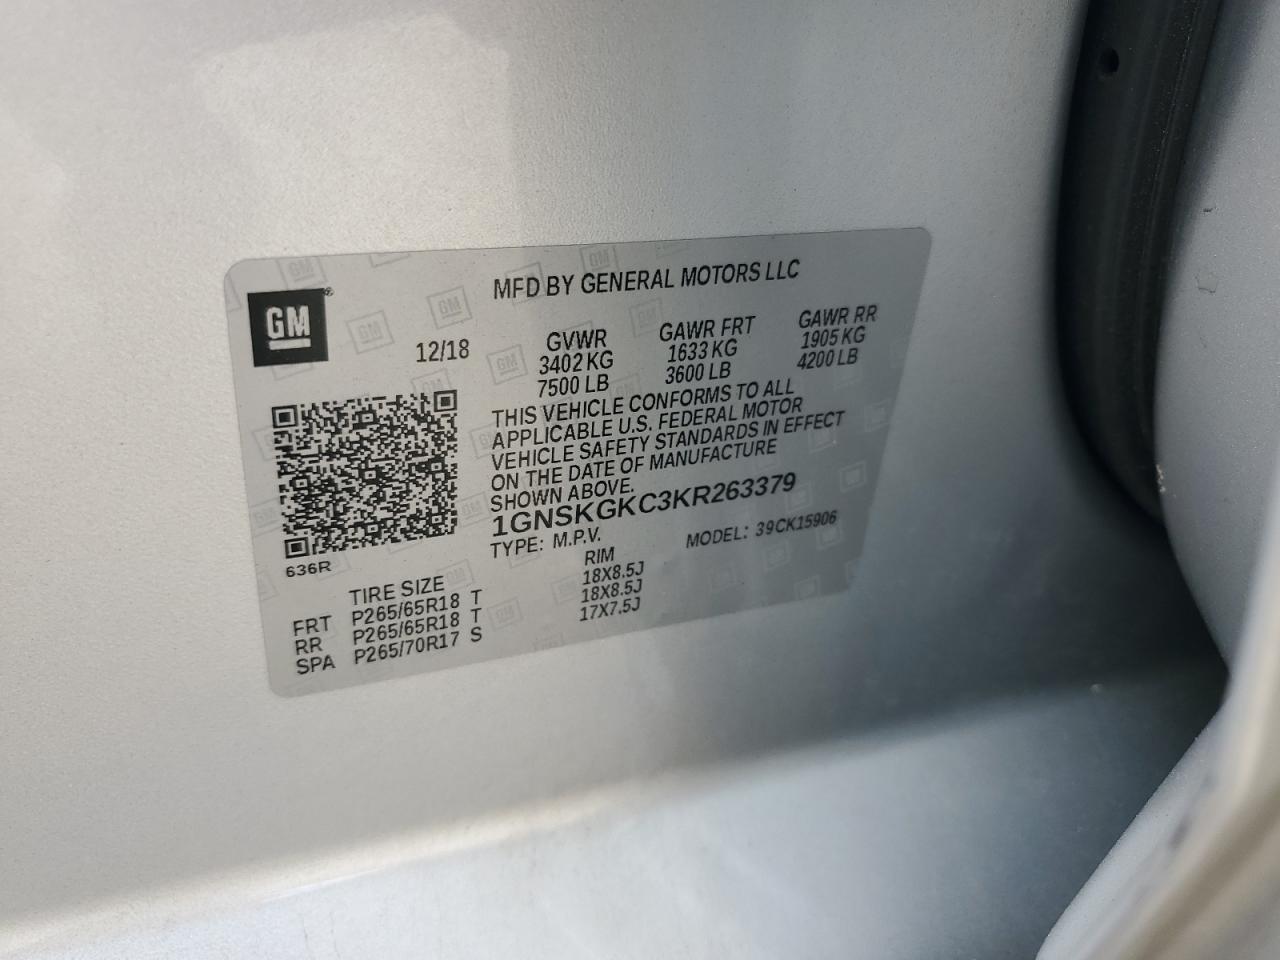 MFD BY GENERAL MOTORS LLC
GM
12/18
GVWR GAWR FRT GAWR RR
3402 KG 1633 KG 1905 KG
7500 LB 3600 LB 4200 LB
THIS VEHICLE CONFORMS TO ALL
APPLICABLE U.S. FEDERAL MOTOR
VEHICLE SAFETY STANDARDS IN EFFECT
ON THE DATE OF MANUFACTURE
SHOWN ABOVE.
1GNSKGKC3KR263379
TYPE: M.P.V. MODEL: 39CK15906
636R
TIRE SIZE RIM
FRT P265/65R18 T 18X8.5J
RR P265/65R18 T 18X8.5J
SPA P265/70R17 S 17X7.5J